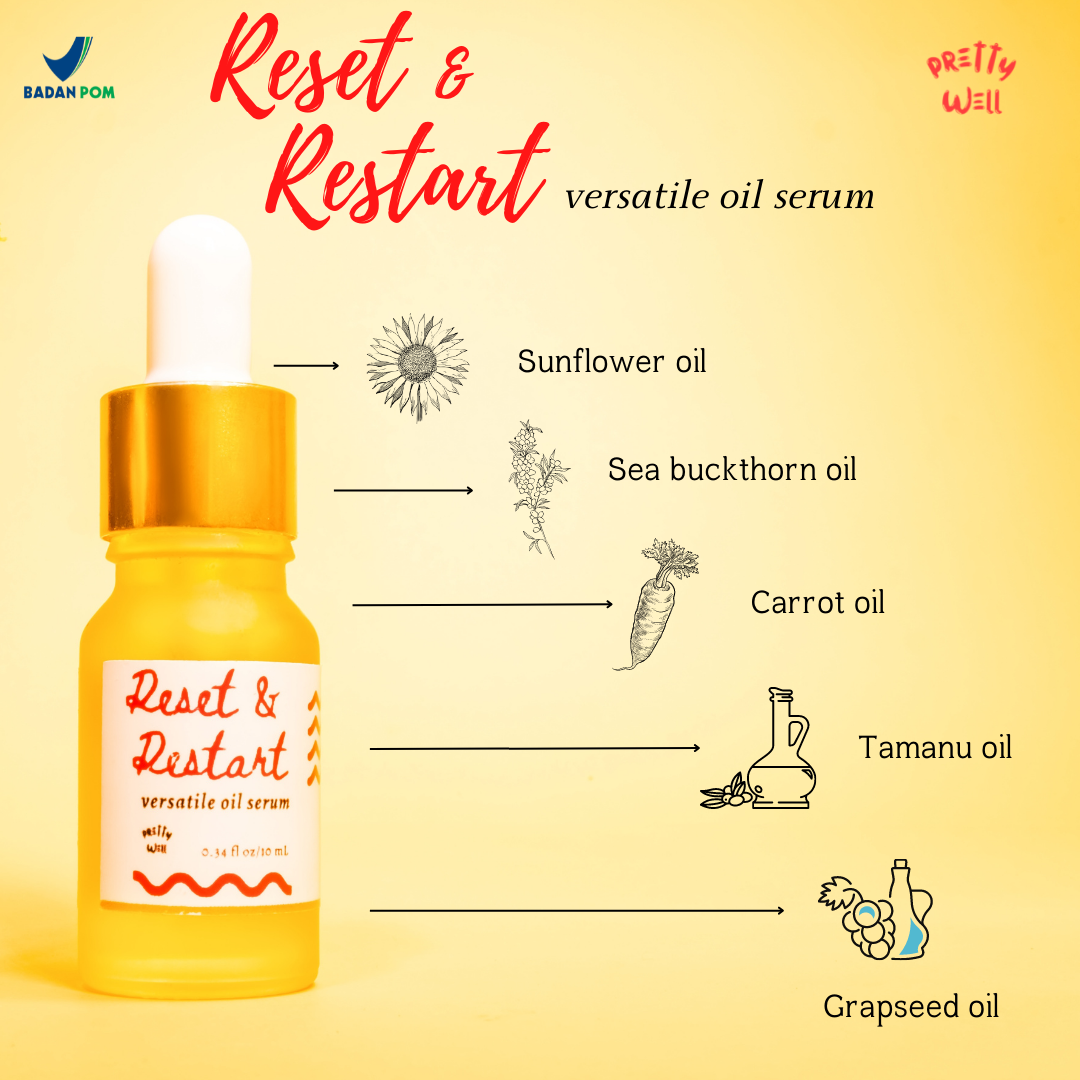 BADAN POM
Reset &
Restart
versatile oil serum
PRETTY
WELL
Sunflower oil
Sea buckthorn oil
Carrot oil
Tamanu oil
Grapseed oil
Reset &
Restart
versatile oil serum
PRETTY
WELL
0.34 fl oz/10 mL